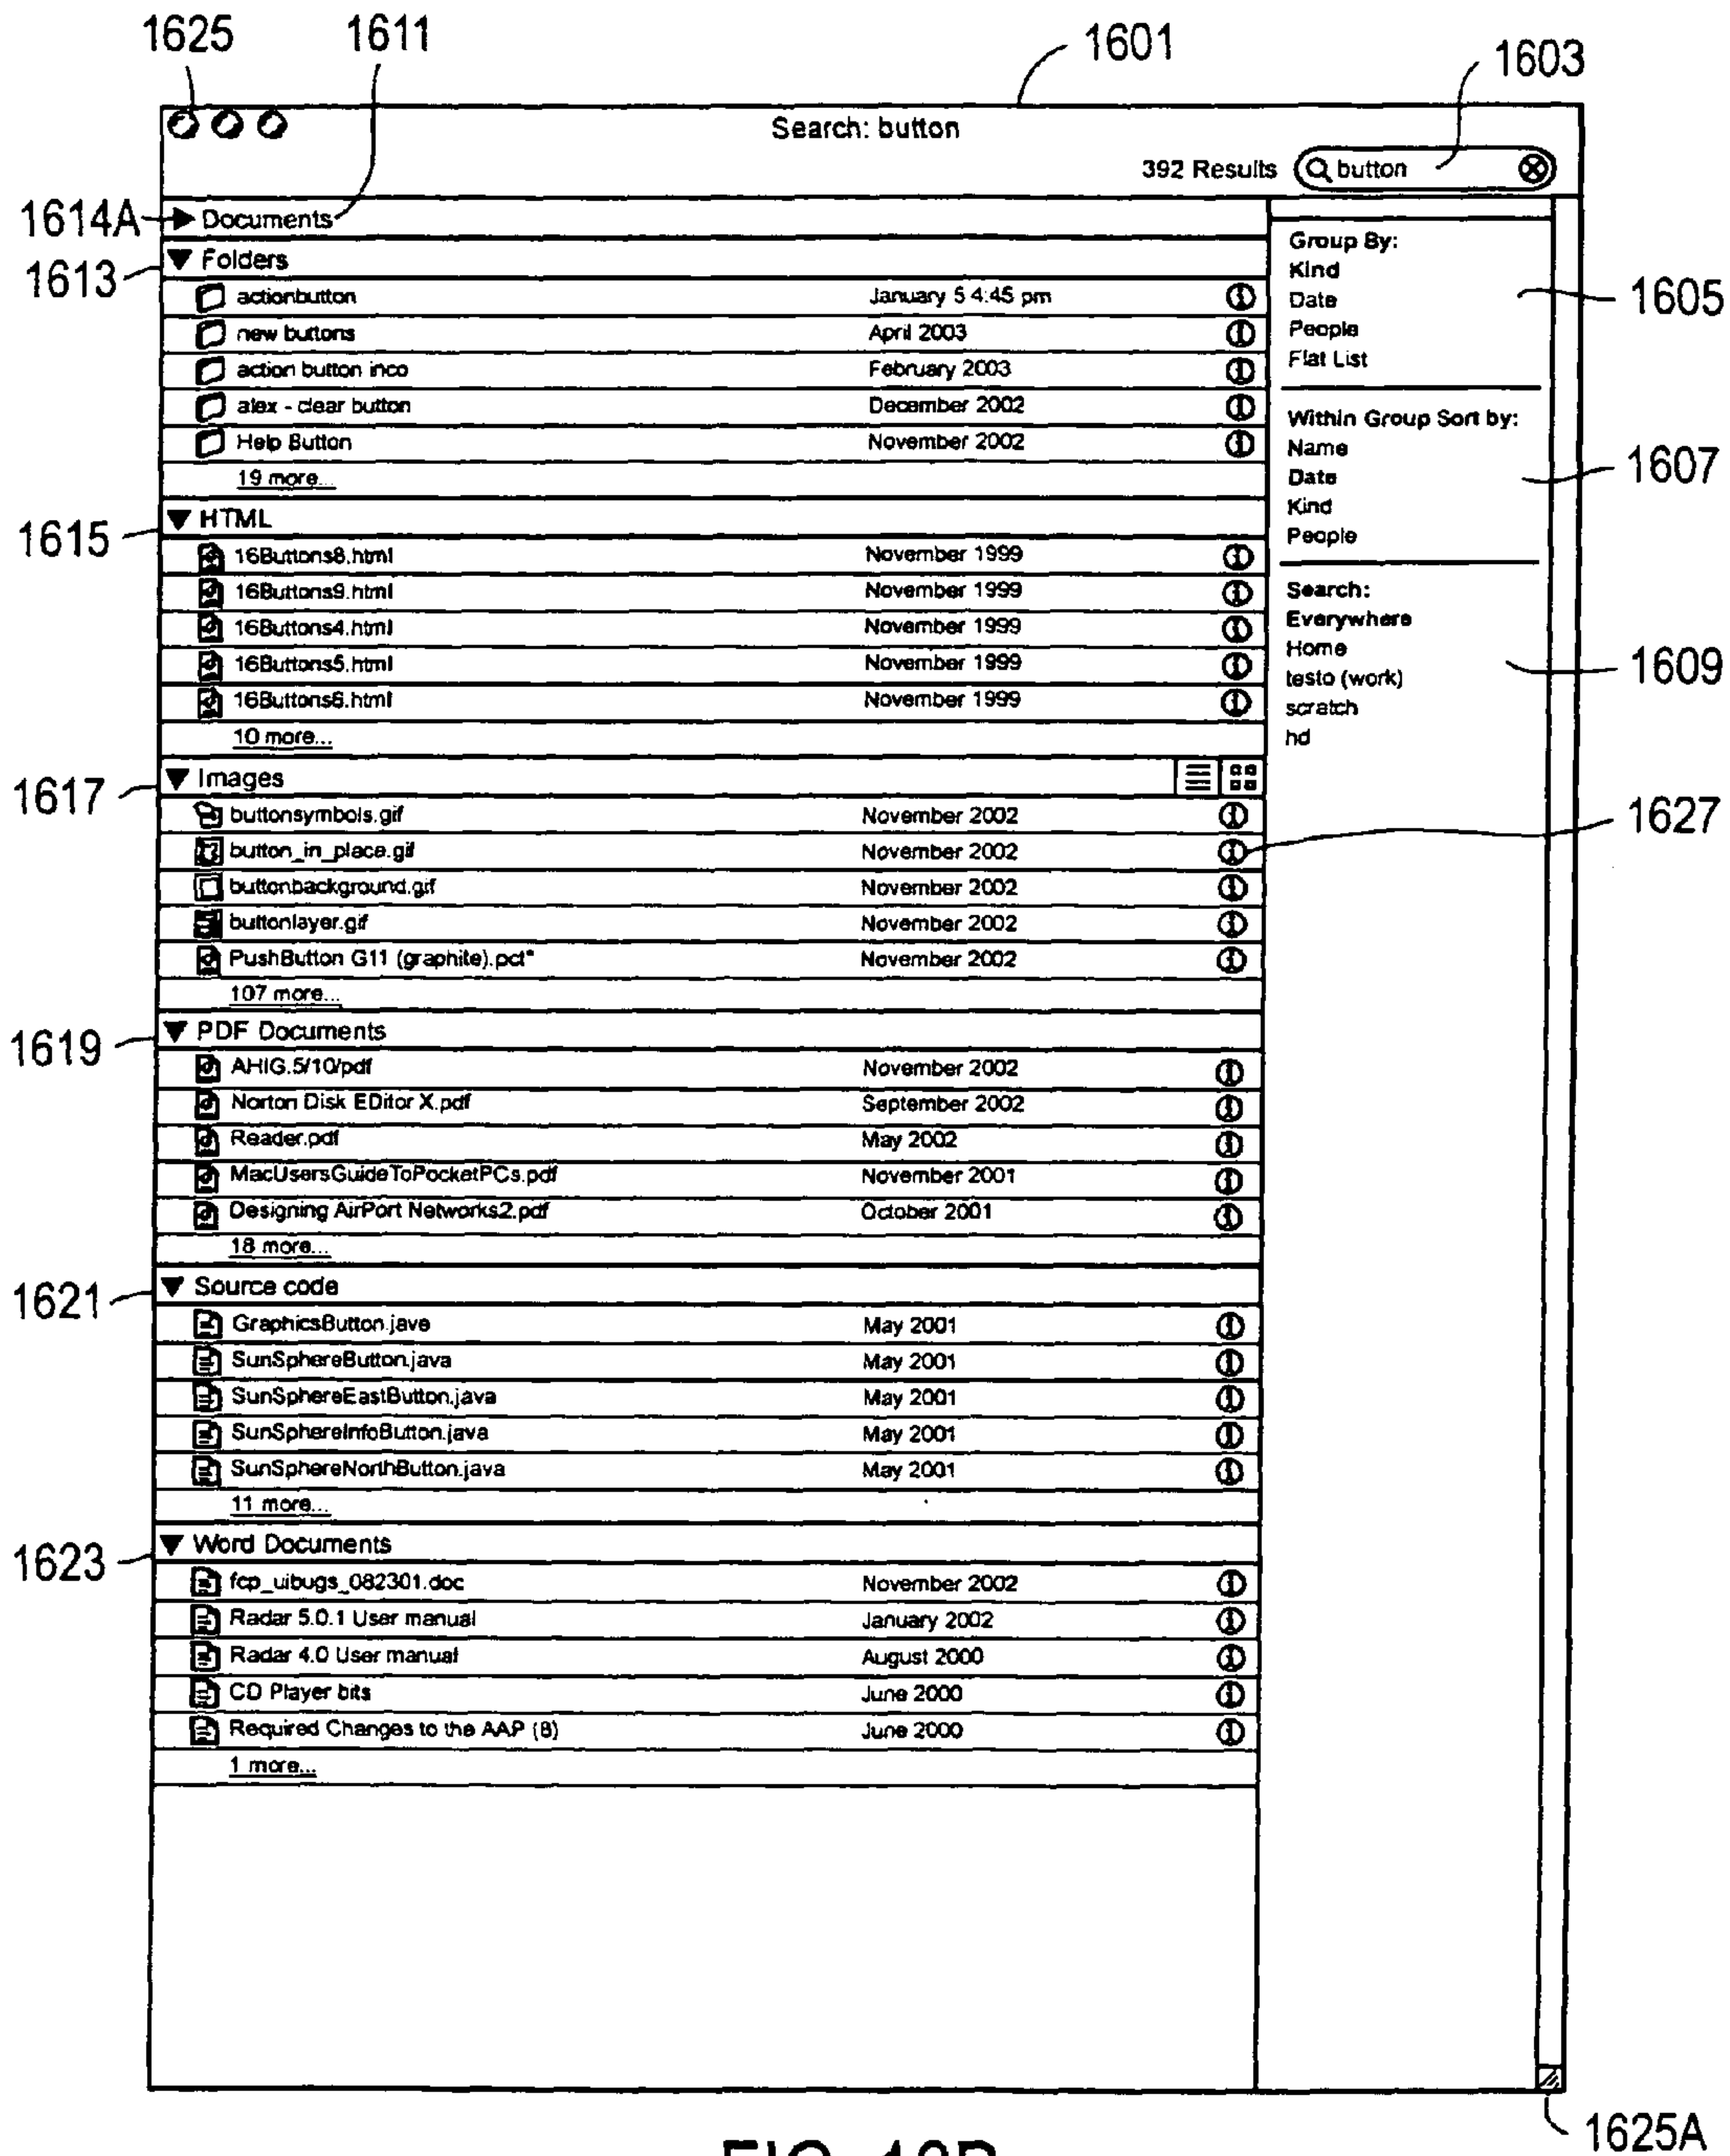 1625 1611 1601 1603
Search: button
392 Results button
1614A Documents
1613 Folders
actionbutton January 5 4:45 pm
new buttons April 2003
action button inco February 2003
alex - clear button December 2002
Help Button November 2002
19 more...
1615 HTML
16Buttons8.html November 1999
16Buttons9.html November 1999
16Buttons4.html November 1999
16Buttons5.html November 1999
16Buttons6.html November 1999
10 more...
1617 Images
buttonsymbols.gif November 2002
button_in_place.gif November 2002
buttonbackground.gif November 2002
buttonlayer.gif November 2002
PushButton G11 (graphite).pct* November 2002
107 more...
1619 PDF Documents
AHIG.5/10/pdf November 2002
Norton Disk EDitor X.pdf September 2002
Reader.pdf May 2002
MacUsersGuideToPocketPCs.pdf November 2001
Designing AirPort Networks2.pdf October 2001
18 more...
1621 Source code
GraphicsButton.jave May 2001
SunSphereButton.java May 2001
SunSphereEastButton.java May 2001
SunSphereInfoButton.java May 2001
SunSphereNorthButton.java May 2001
11 more...
1623 Word Documents
fcp_uibugs_082301.doc November 2002
Radar 5.0.1 User manual January 2002
Radar 4.0 User manual August 2000
CD Player bits June 2000
Required Changes to the AAP (8) June 2000
1 more...
Group By:
Kind
Date 1605
People
Flat List
Within Group Sort by:
Name
Date 1607
Kind
People
Search:
Everywhere
Home 1609
testo (work)
scratch
hd
1627
1625A